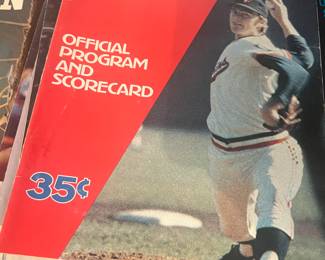 N
OFFICIAL
PROGRAM
AND
SCORECARD
35¢